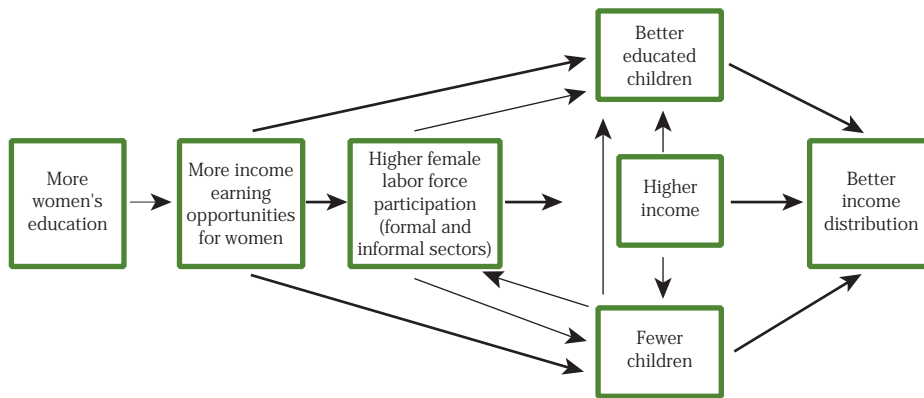 More
women's
education
More income
earning
opportunities
for women
Higher female
labor force
participation
(formal and
informal sectors)
Better
educated
children
Higher
income
Fewer
children
Better
income
distribution